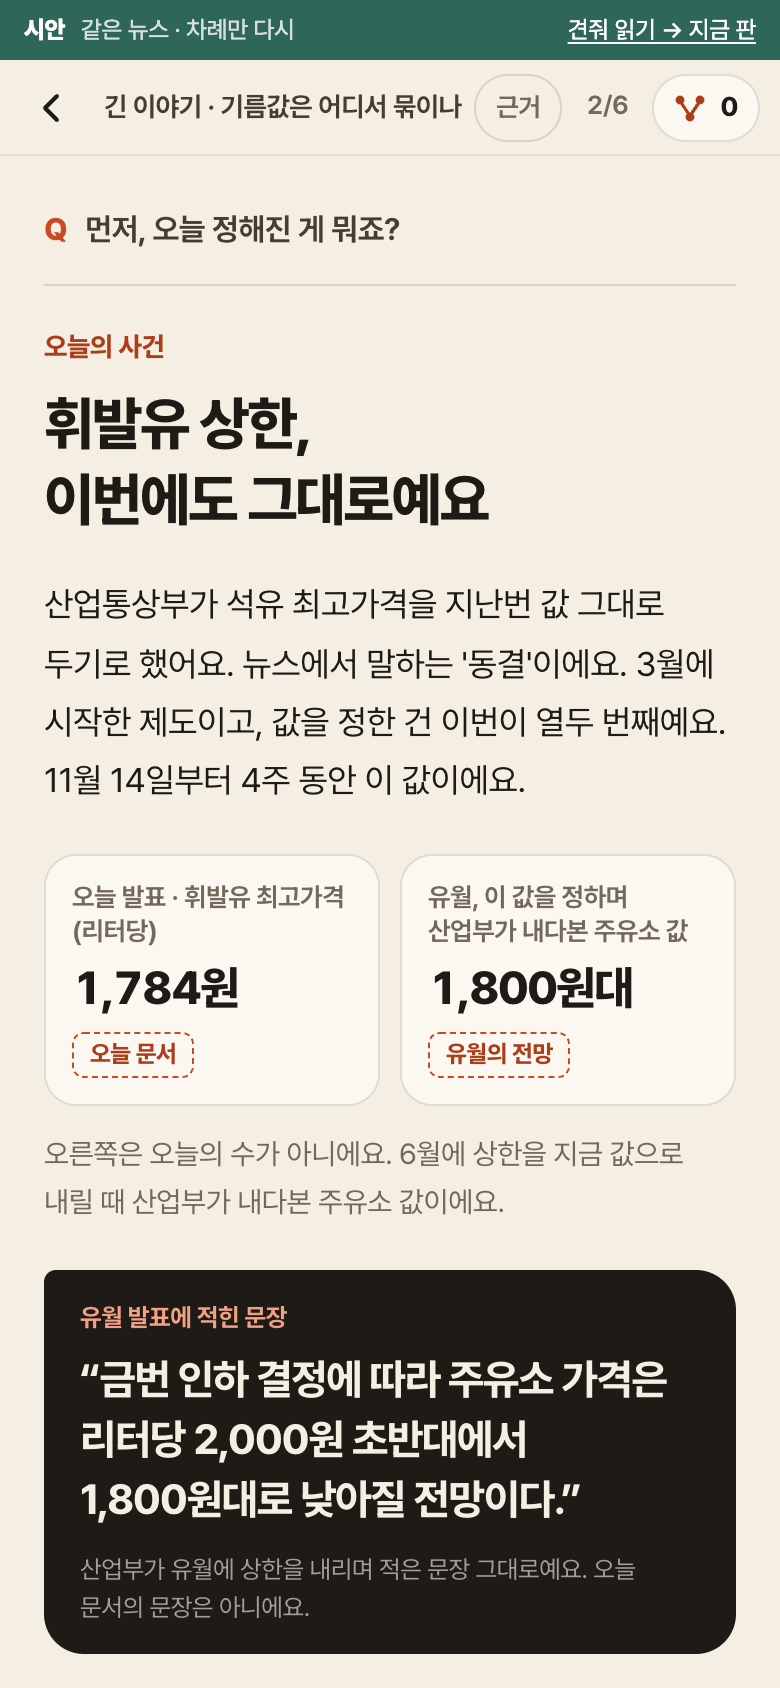 시안 같은 뉴스 · 차례만 다시 견줘 읽기 → 지금 판
긴 이야기 · 기름값은 어디서 묶이나 근거 2/6 0
Q 먼저, 오늘 정해진 게 뭐죠?
오늘의 사건
휘발유 상한,
이번에도 그대로예요
산업통상부가 석유 최고가격을 지난번 값 그대로
두기로 했어요. 뉴스에서 말하는 '동결'이에요. 3월에
시작한 제도이고, 값을 정한 건 이번이 열두 번째예요.
11월 14일부터 4주 동안 이 값이에요.
오늘 발표 · 휘발유 최고가격
(리터당)
1,784원
오늘 문서
유월, 이 값을 정하며
산업부가 내다본 주유소 값
1,800원대
유월의 전망
오른쪽은 오늘의 수가 아니에요. 6월에 상한을 지금 값으로
내릴 때 산업부가 내다본 주유소 값이에요.
유월 발표에 적힌 문장
“금번 인하 결정에 따라 주유소 가격은
리터당 2,000원 초반대에서
1,800원대로 낮아질 전망이다.”
산업부가 유월에 상한을 내리며 적은 문장 그대로예요. 오늘
문서의 문장은 아니에요.